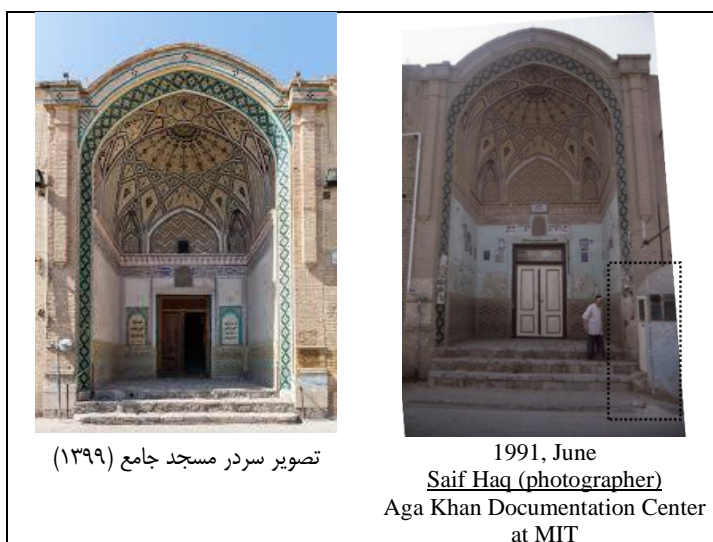 تصویر سردر مسجد جامع (۱۳۹۹)
1991, June
Saif Haq (photographer)
Aga Khan Documentation Center
at MIT